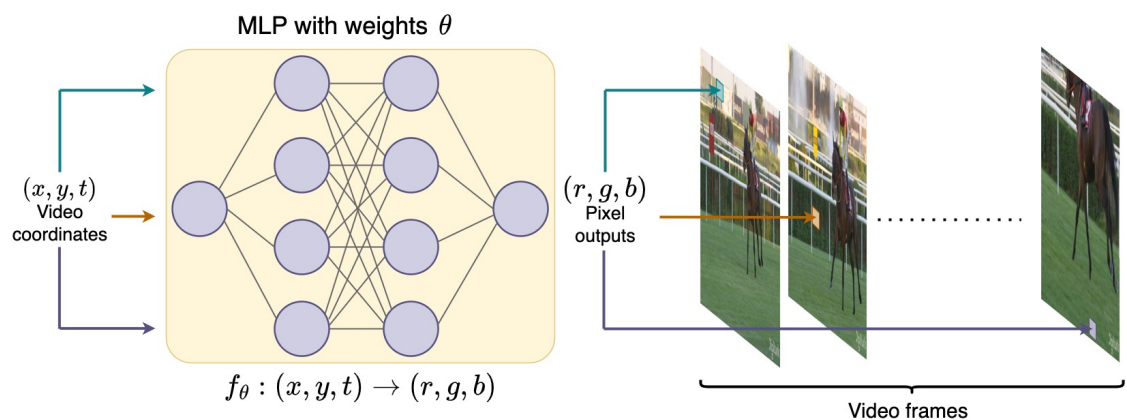 MLP with weights θ
(x, y, t)
Video
coordinates
f_θ : (x, y, t) → (r, g, b)
(r, g, b)
Pixel
outputs
Video frames